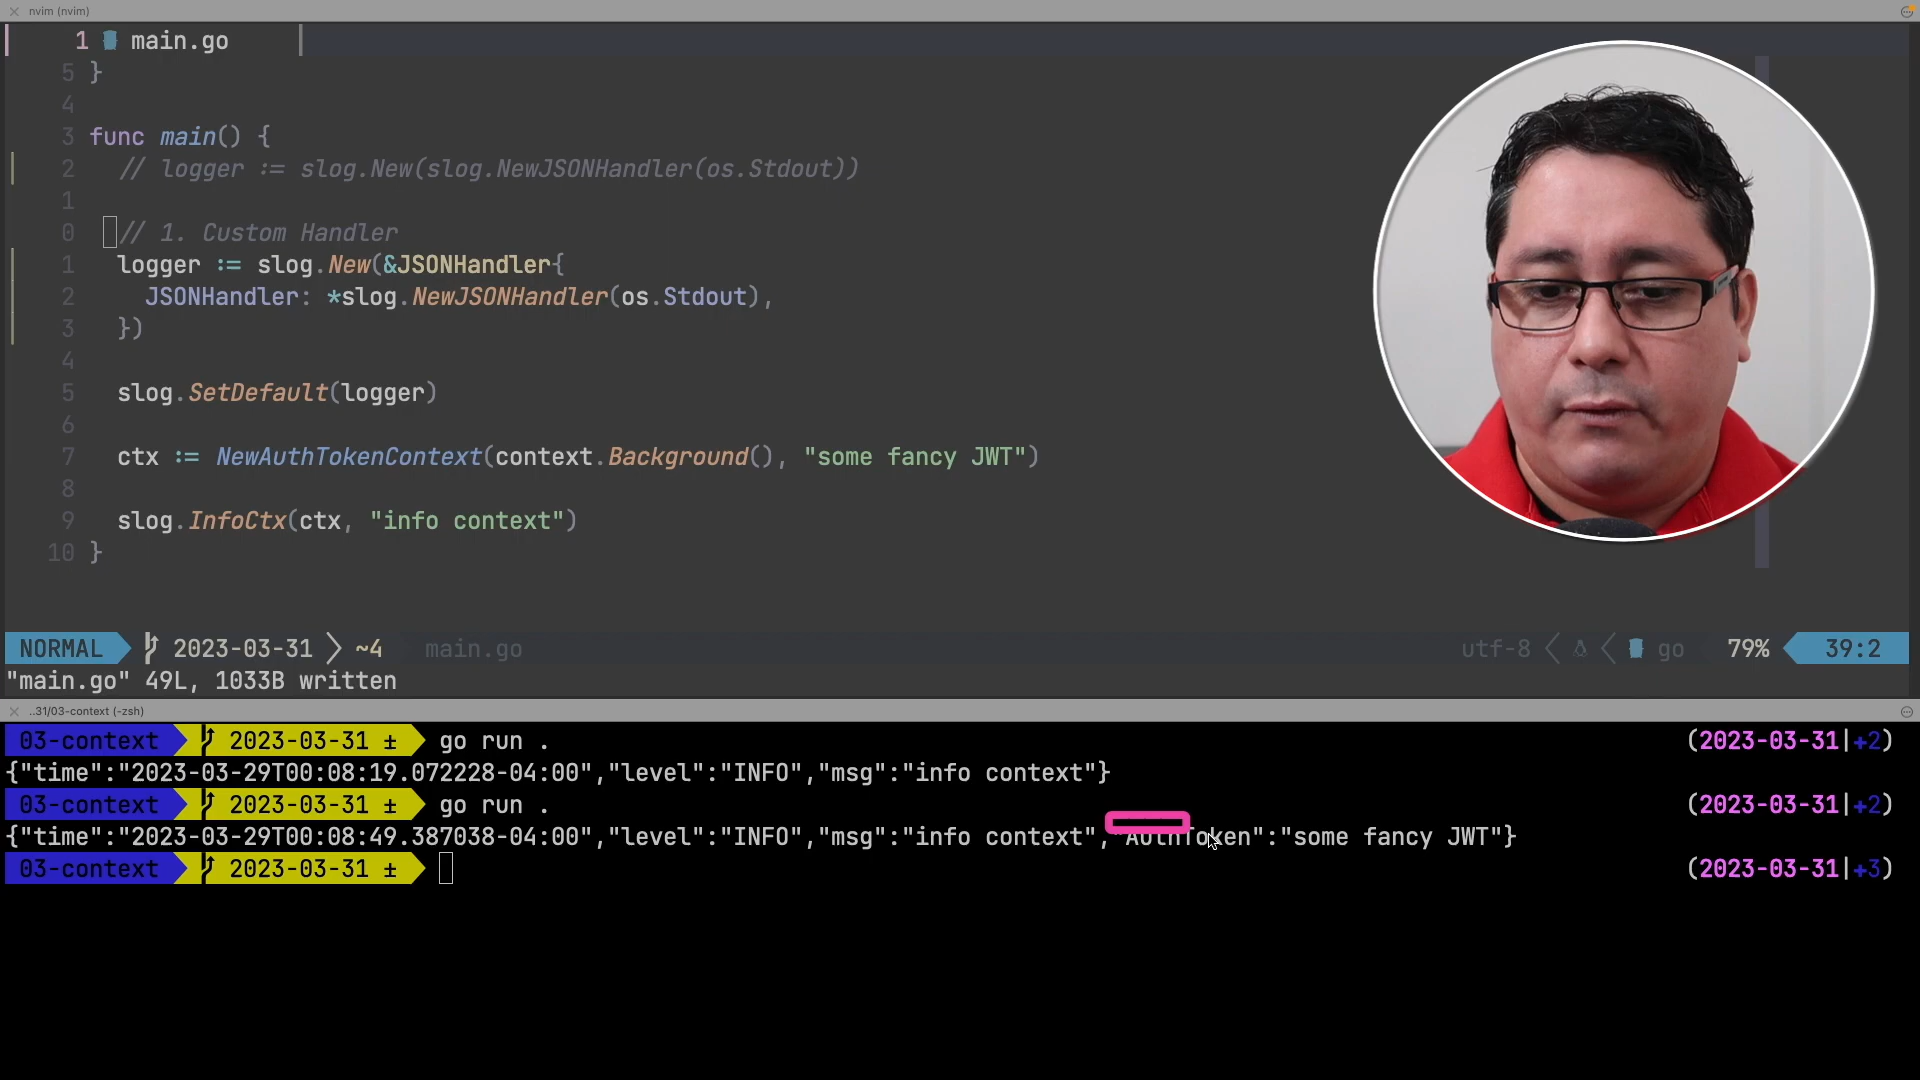 nvim (nvim)
1 main.go
5 }
4
3 func main() {
2 // logger := slog.New(slog.NewJSONHandler(os.Stdout))
1
0 // 1. Custom Handler
1 logger := slog.New(&JSONHandler{
2 JSONHandler: *slog.NewJSONHandler(os.Stdout),
3 })
4
5 slog.SetDefault(logger)
6
7 ctx := NewAuthTokenContext(context.Background(), "some fancy JWT")
8
9 slog.InfoCtx(ctx, "info context")
10 }
NORMAL 2023-03-31 ~4 main.go utf-8 go 79% 39:2
"main.go" 49L, 1033B written
..31/03-context (-zsh)
03-context 2023-03-31 ± go run . (2023-03-31|+2)
{"time":"2023-03-29T00:08:19.072228-04:00","level":"INFO","msg":"info context"}
03-context 2023-03-31 ± go run . (2023-03-31|+2)
{"time":"2023-03-29T00:08:49.387038-04:00","level":"INFO","msg":"info context","AuthToken":"some fancy JWT"}
03-context 2023-03-31 ± (2023-03-31|+3)